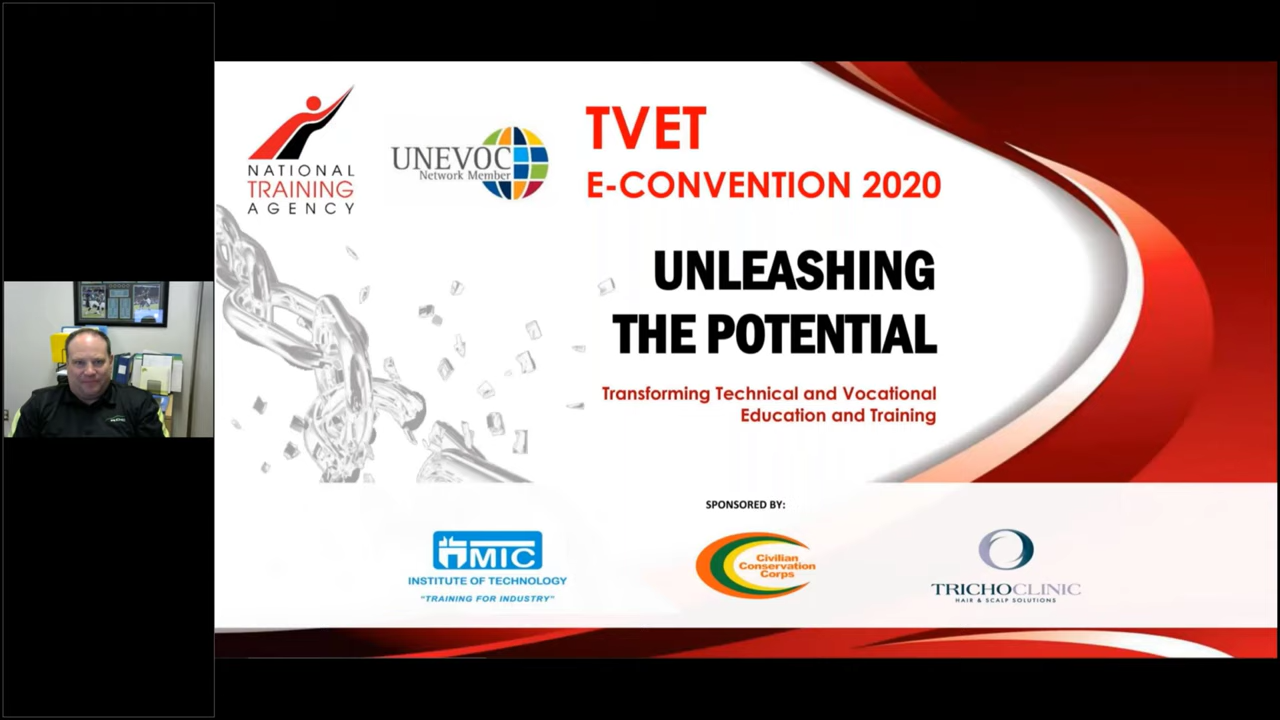 NATIONAL
TRAINING
AGENCY
UNEVOC
Network Member
TVET
E-CONVENTION 2020
UNLEASHING
THE POTENTIAL
Transforming Technical and Vocational
Education and Training
SPONSORED BY:
MIC
INSTITUTE OF TECHNOLOGY
"TRAINING FOR INDUSTRY"
Civilian
Conservation
Corps
TRICHOCLINIC
HAIR & SCALP SOLUTIONS